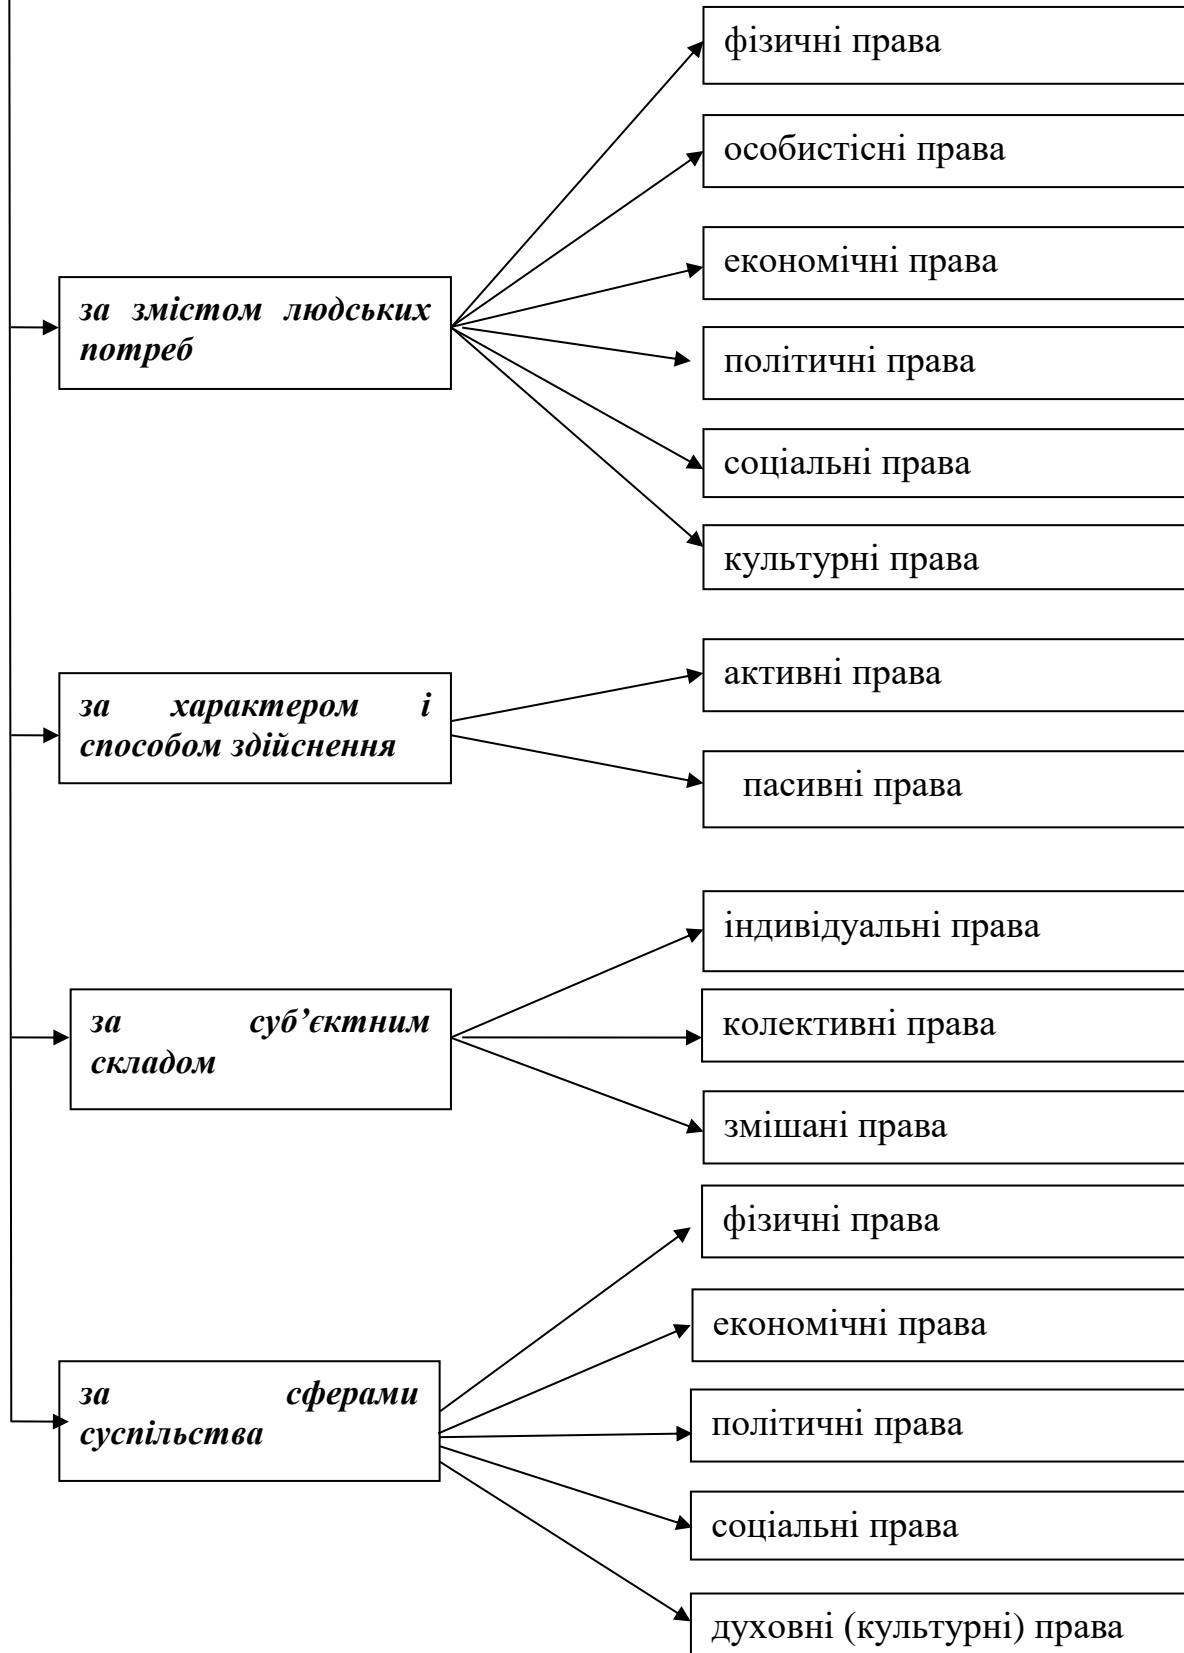 фізичні права
особистісні права
економічні права
за змістом людських
потреб
політичні права
соціальні права
культурні права
активні права
за характером і
способом здійснення
пасивні права
індивідуальні права
за суб’єктним
складом
колективні права
змішані права
фізичні права
економічні права
за сферами
суспільства
політичні права
соціальні права
духовні (культурні) права